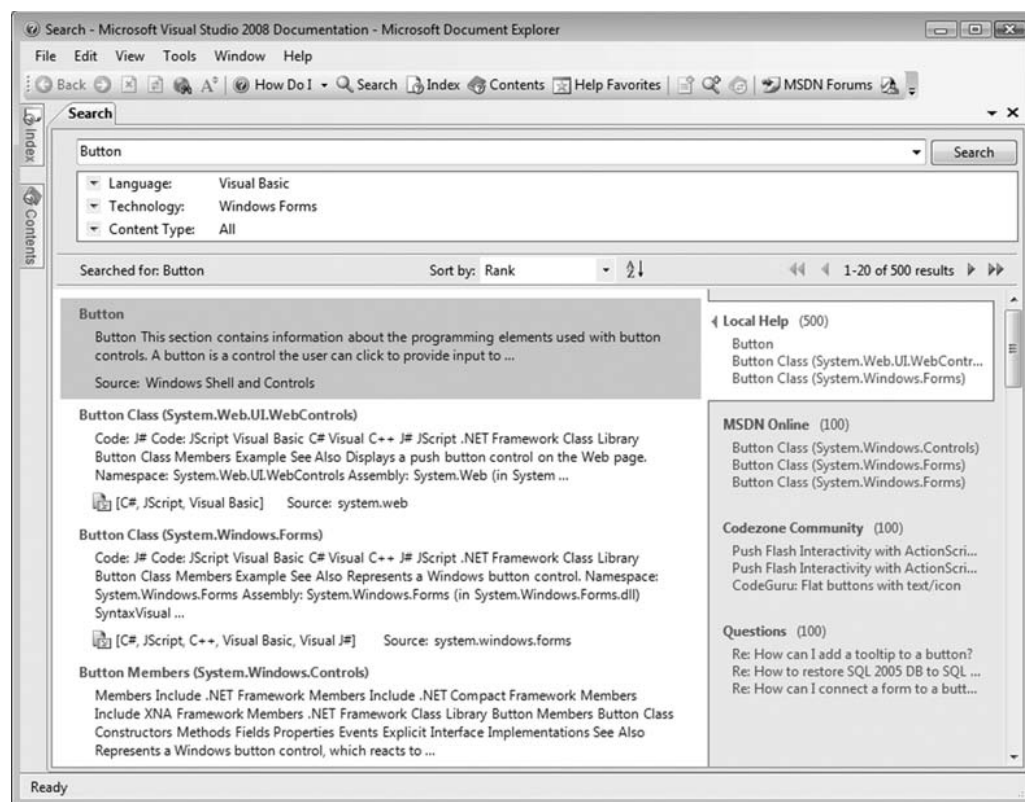 Search - Microsoft Visual Studio 2008 Documentation - Microsoft Document Explorer
File Edit View Tools Window Help
Back How Do I Search Index Contents Help Favorites MSDN Forums
Index
Contents
Search
Button Search
Language: Visual Basic
Technology: Windows Forms
Content Type: All
Searched for: Button Sort by: Rank 1-20 of 500 results
Button
Button This section contains information about the programming elements used with button
controls. A button is a control the user can click to provide input to ...
Source: Windows Shell and Controls
Button Class (System.Web.UI.WebControls)
Code: J# Code: JScript Visual Basic C# Visual C++ J# JScript .NET Framework Class Library
Button Class Members Example See Also Displays a push button control on the Web page.
Namespace: System.Web.UI.WebControls Assembly: System.Web (in System ...
[C#, JScript, Visual Basic] Source: system.web
Button Class (System.Windows.Forms)
Code: J# Code: JScript Visual Basic C# Visual C++ J# JScript .NET Framework Class Library
Button Class Members Example See Also Represents a Windows button control. Namespace:
System.Windows.Forms Assembly: System.Windows.Forms (in System.Windows.Forms.dll)
SyntaxVisual ...
[C#, JScript, C++, Visual Basic, Visual J#] Source: system.windows.forms
Button Members (System.Windows.Controls)
Members Include .NET Framework Members Include .NET Compact Framework Members
Include XNA Framework Members .NET Framework Class Library Button Members Button Class
Constructors Methods Fields Properties Events Explicit Interface Implementations See Also
Represents a Windows button control, which reacts to ...
Local Help (500)
Button
Button Class (System.Web.UI.WebContr...
Button Class (System.Windows.Forms)
MSDN Online (100)
Button Class (System.Windows.Controls)
Button Class (System.Windows.Forms)
Button Class (System.Windows.Forms)
Codezone Community (100)
Push Flash Interactivity with ActionScri...
Push Flash Interactivity with ActionScri...
CodeGuru: Flat buttons with text/icon
Questions (100)
Re: How can I add a tooltip to a button?
Re: How to restore SQL 2005 DB to SQL ...
Re: How can I connect a form to a butt...
Ready